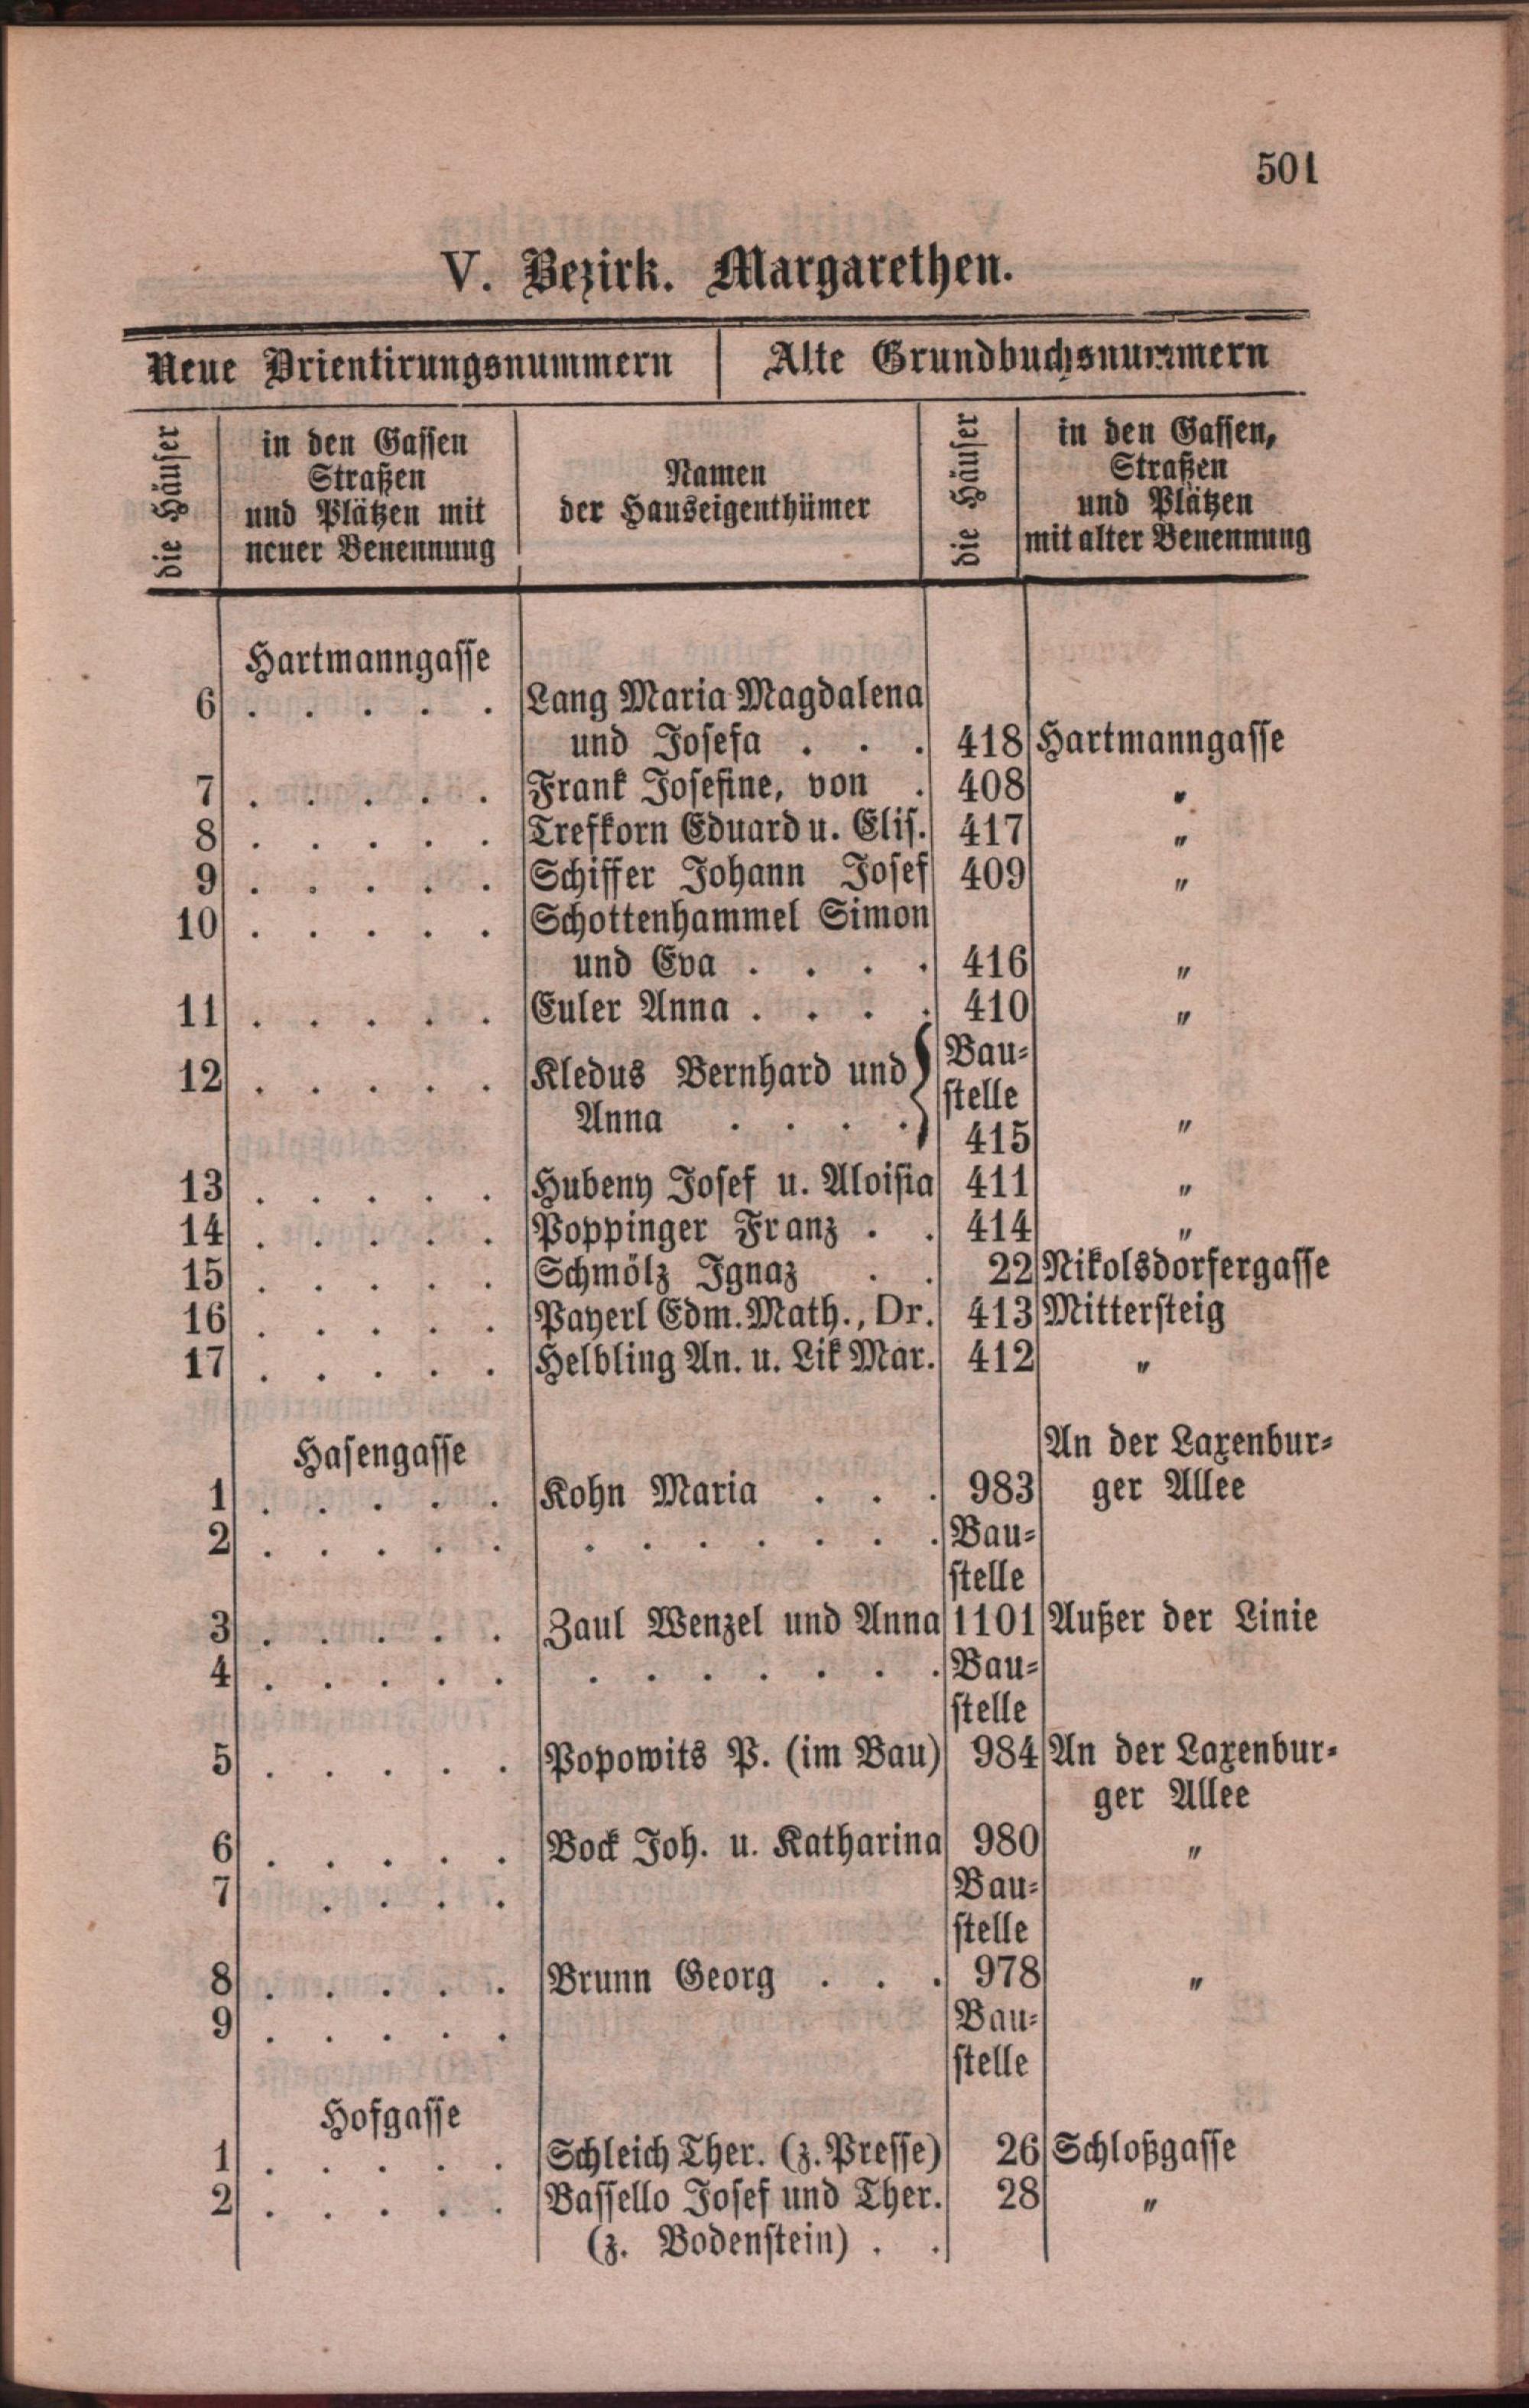 501
V. Bezirk. Margarethen.
Neue Orientirungsnummern Alte Grundbuchsnummern
die Häuser
in den Gassen
Straßen
und Plätzen mit
neuer Benennung
Namen
der Hauseigenthümer
die Häuser
in den Gassen,
Straßen
und Plätzen
mit alter Benennung
Hartmanngasse
6 . . . . . Lang Maria Magdalena
und Josefa . . . 418 Hartmanngasse
7 . . . . . Frank Josefine, von . 408 "
8 . . . . . Trefkorn Eduard u. Elis. 417 "
9 . . . . . Schiffer Johann Josef 409 "
10 . . . . . Schottenhammel Simon
und Eva . . . . 416 "
11 . . . . . Euler Anna . . . . 410 "
12 . . . . . Kledus Bernhard und } Bau-
Anna . . . . stelle
415 "
13 . . . . . Hubeny Josef u. Aloisia 411 "
14 . . . . . Poppinger Franz . . 414 "
15 . . . . . Schmölz Ignaz . . 22 Nikolsdorfergasse
16 . . . . . Payerl Edm. Math., Dr. 413 Mittersteig
17 . . . . . Helbling An. u. Lik Mar. 412 "
Hasengasse An der Laxenbur-
1 . . . . . Kohn Maria . . . 983 ger Allee
2 . . . . . . . . . . . . Bau-
stelle
3 . . . . . Zaul Wenzel und Anna 1101 Außer der Linie
4 . . . . . . . . . . . . Bau-
stelle
5 . . . . . Popowits P. (im Bau) 984 An der Laxenbur-
ger Allee
6 . . . . . Bock Joh. u. Katharina 980 "
7 . . . . Bau-
stelle
8 . . . . . Brunn Georg . . . 978 "
9 . . . . . Bau-
stelle
Hofgasse
1 . . . . . Schleich Ther. (z. Presse) 26 Schloßgasse
2 . . . . . Bassello Josef und Ther. 28 "
(z. Bodenstein) . .